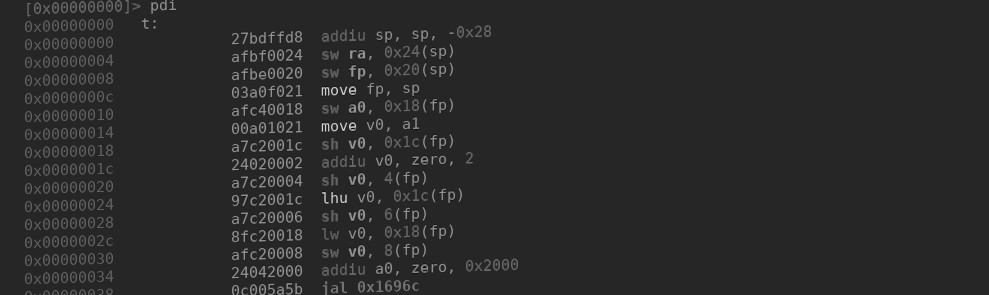 [0x00000000]> pdi
0x00000000 t:
0x00000000 27bdffd8 addiu sp, sp, -0x28
0x00000004 afbf0024 sw ra, 0x24(sp)
0x00000008 afbe0020 sw fp, 0x20(sp)
0x0000000c 03a0f021 move fp, sp
0x00000010 afc40018 sw a0, 0x18(fp)
0x00000014 00a01021 move v0, a1
0x00000018 a7c2001c sh v0, 0x1c(fp)
0x0000001c 24020002 addiu v0, zero, 2
0x00000020 a7c20004 sh v0, 4(fp)
0x00000024 97c2001c lhu v0, 0x1c(fp)
0x00000028 a7c20006 sh v0, 6(fp)
0x0000002c 8fc20018 lw v0, 0x18(fp)
0x00000030 afc20008 sw v0, 8(fp)
0x00000034 24042000 addiu a0, zero, 0x2000
0x00000038 0c005a5b jal 0x1696c